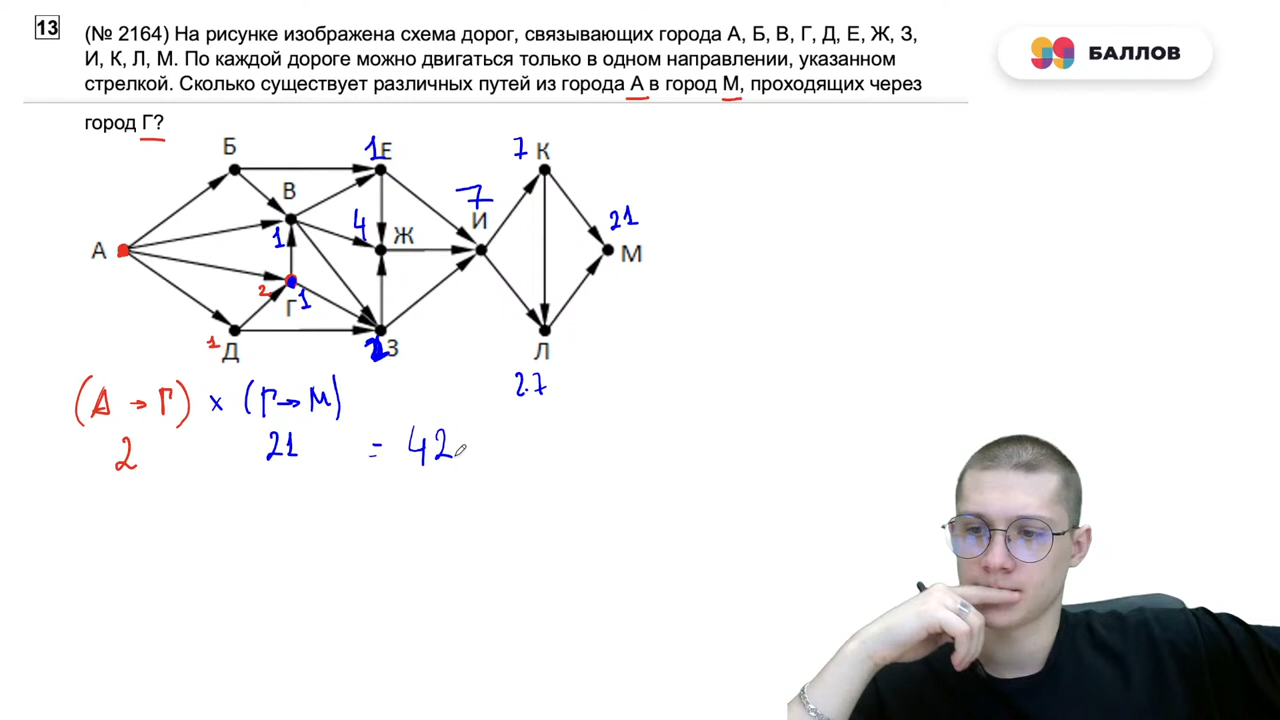 13
(№ 2164) На рисунке изображена схема дорог, связывающих города А, Б, В, Г, Д, Е, Ж, З,
И, К, Л, М. По каждой дороге можно двигаться только в одном направлении, указанном
стрелкой. Сколько существует различных путей из города А в город М, проходящих через
город Г?
БАЛЛОВ
Б
1 Е
7 К
В
7
4
21
И
1
Ж
А
М
2
Г 1
1 Д
2 З
Л
2.7
(А → Г) × (Г → М)
2 21 = 42